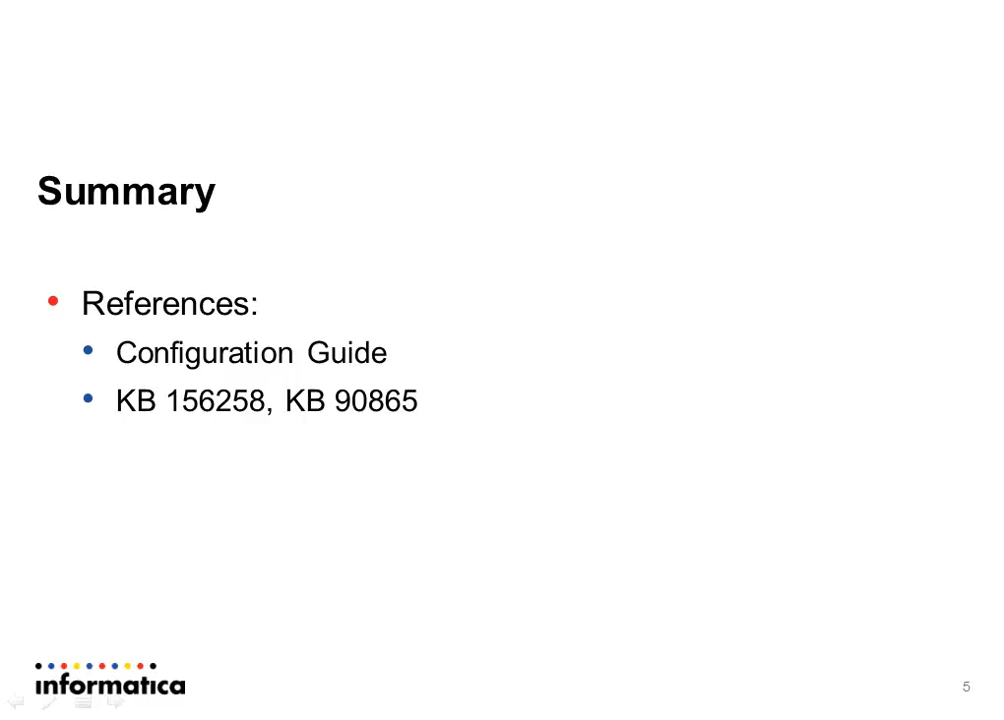 Summary
References:
Configuration Guide
KB 156258, KB 90865
informatica
5